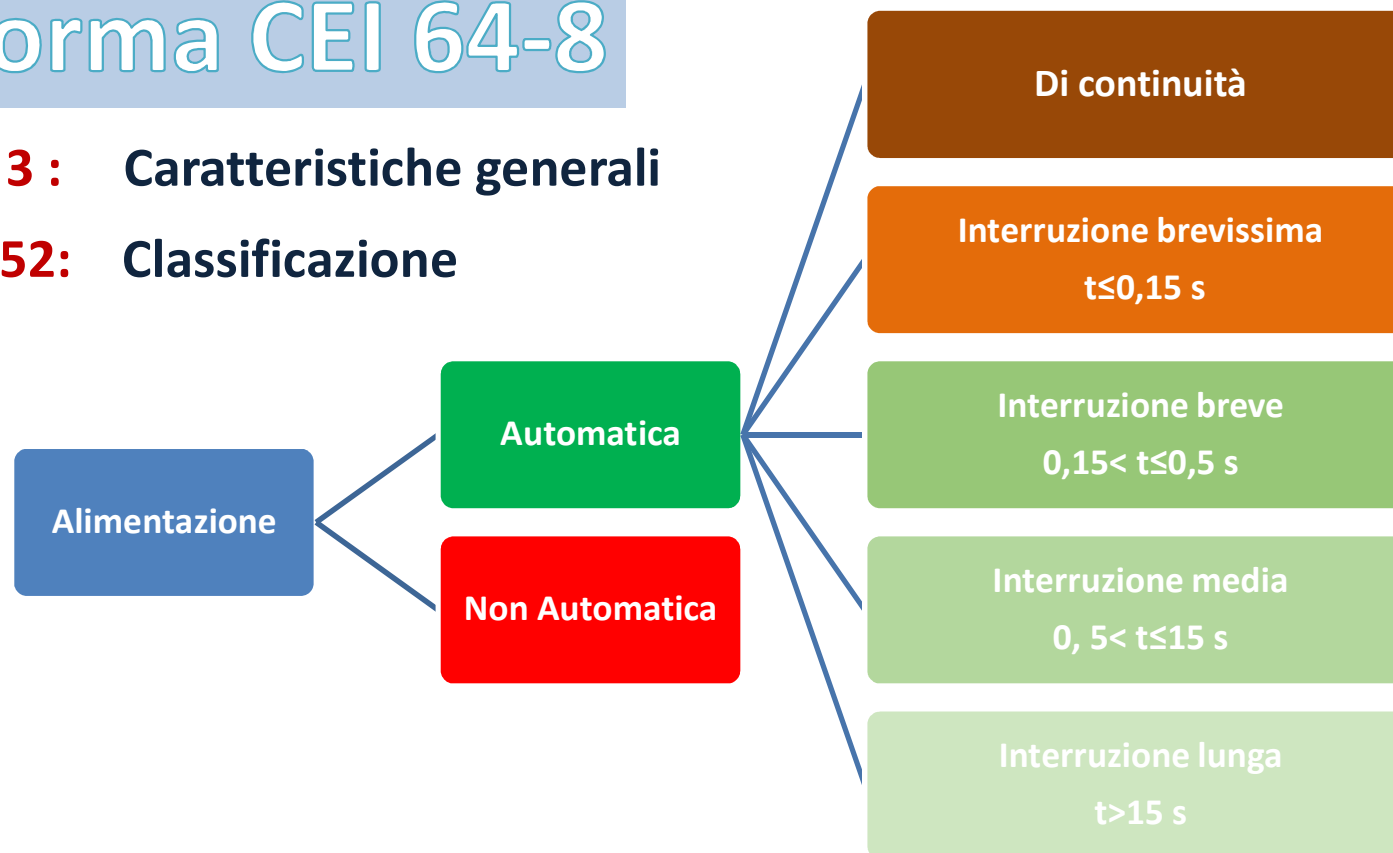 orma CEI 64-8
3 : Caratteristiche generali
52: Classificazione
Alimentazione
Automatica
Non Automatica
Di continuità
Interruzione brevissima
t≤0,15 s
Interruzione breve
0,15< t≤0,5 s
Interruzione media
0, 5< t≤15 s
Interruzione lunga
t>15 s